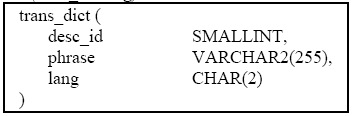 trans_dict (
desc_id SMALLINT,
phrase VARCHAR2(255),
lang CHAR(2)
)